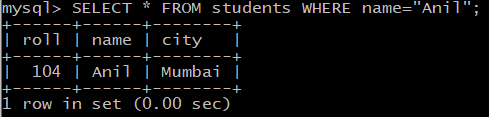 mysql> SELECT * FROM students WHERE name="Anil";
+------+------+--------+
| roll | name | city   |
+------+------+--------+
|  104 | Anil | Mumbai |
+------+------+--------+
1 row in set (0.00 sec)